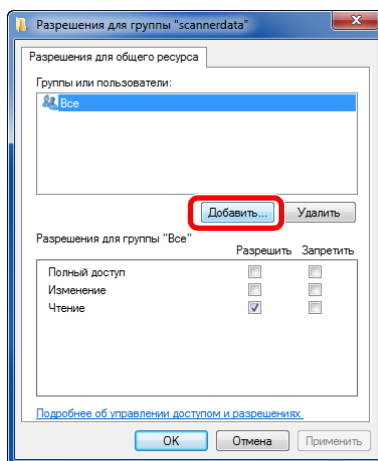 Разрешения для группы "scannerdata"
Разрешения для общего ресурса
Группы или пользователи:
Все
Добавить... Удалить
Разрешения для группы "Все"
Разрешить Запретить
Полный доступ
Изменение
Чтение
Подробнее об управлении доступом и разрешениях
ОК Отмена Применить